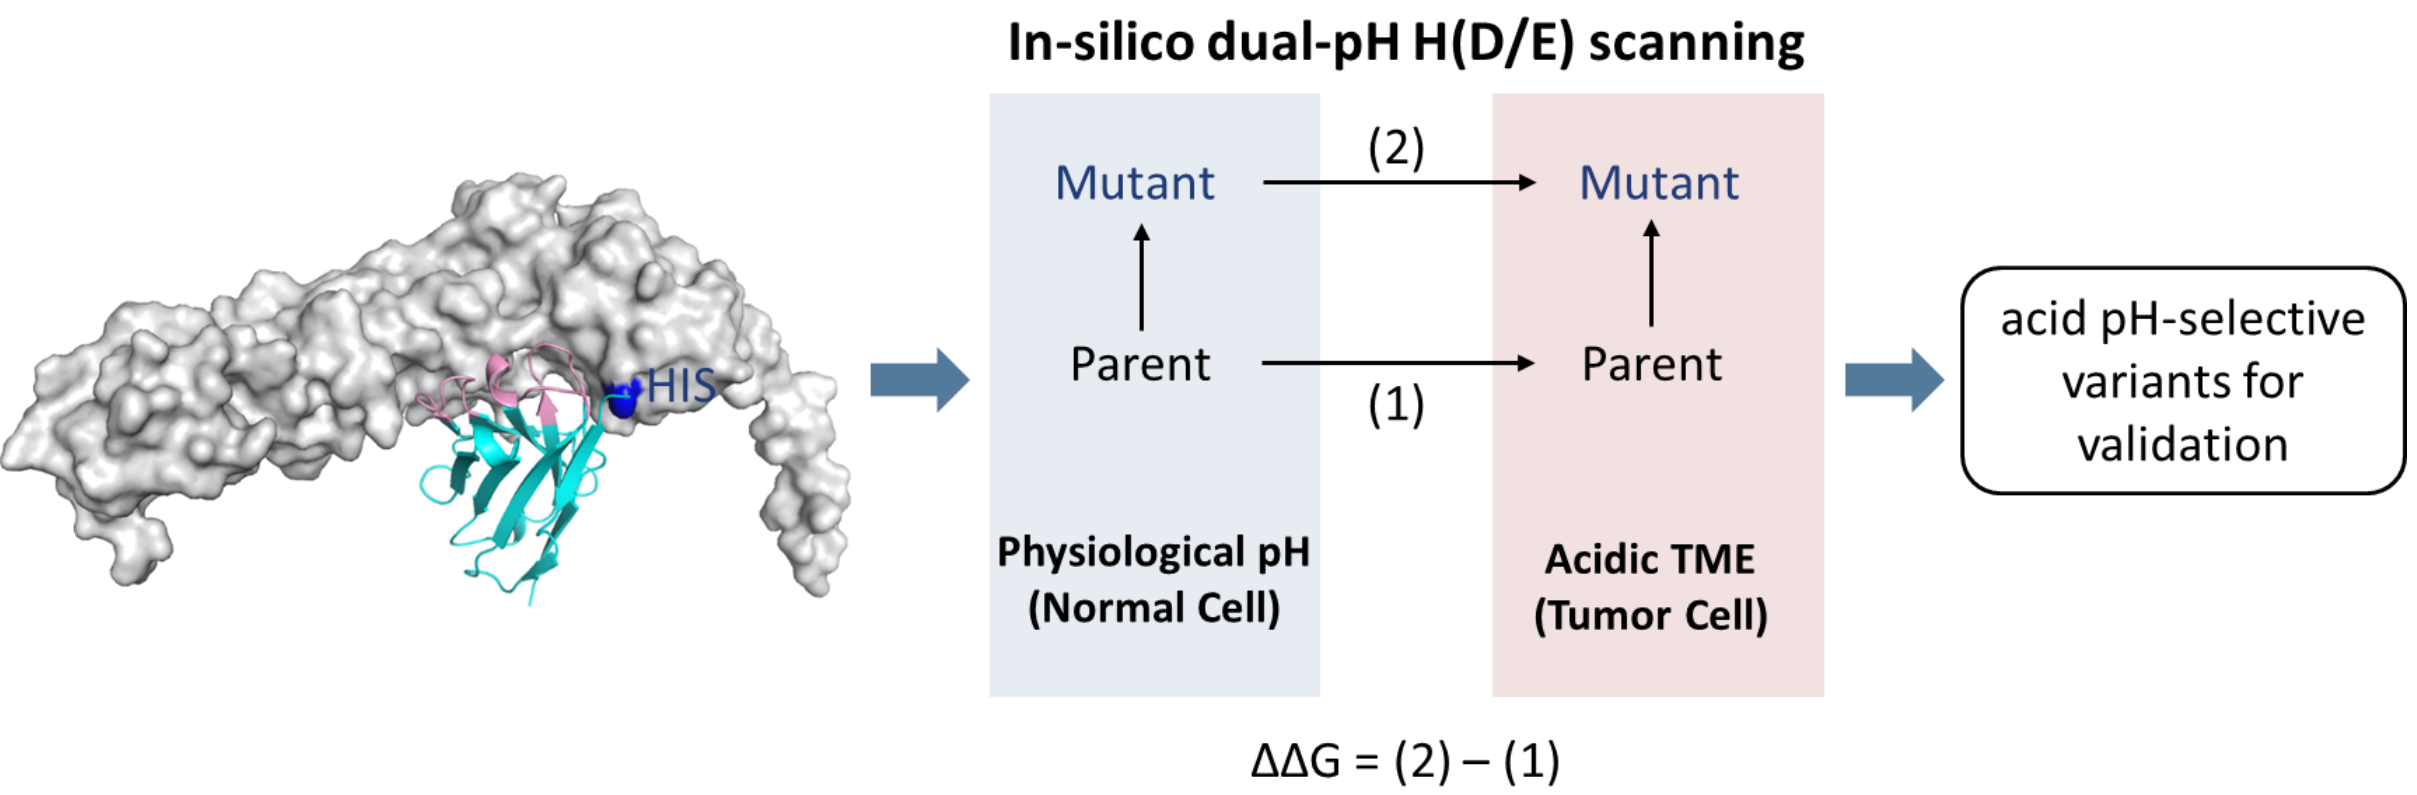 In-silico dual-pH H(D/E) scanning
HIS
(2)
Mutant
Mutant
Parent
Parent
(1)
Physiological pH
(Normal Cell)
Acidic TME
(Tumor Cell)
ΔΔG = (2) – (1)
acid pH-selective
variants for
validation